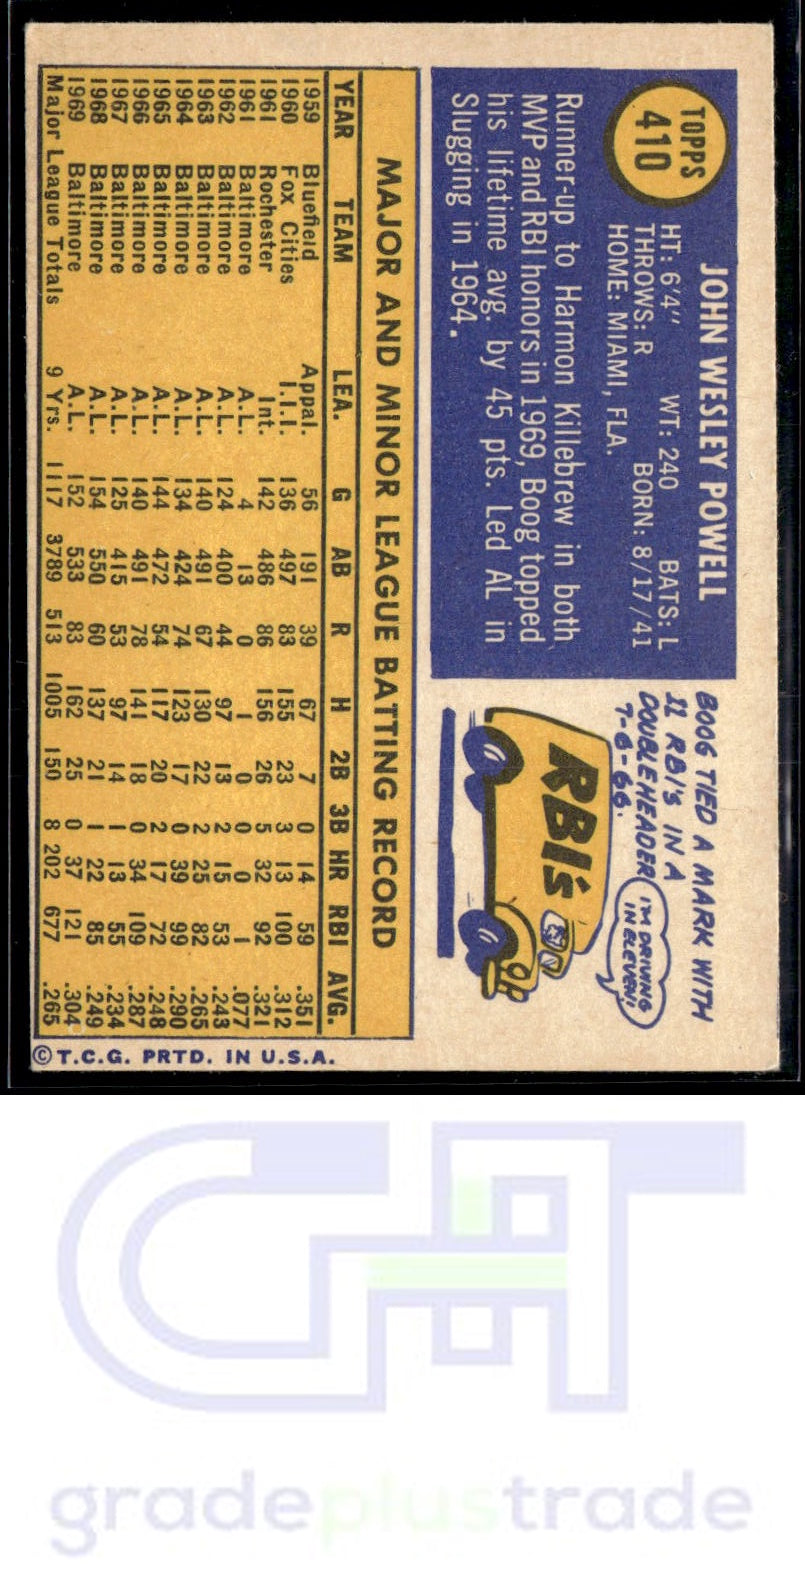 TOPPS
410
JOHN WESLEY POWELL
HT: 6'4" WT: 240 BATS: L
THROWS: R BORN: 8/17/41
HOME: MIAMI, FLA.
Runner-up to Harmon Killebrew in both
MVP and RBI honors in 1969, Boog topped
his lifetime avg. by 45 pts. Led AL in
Slugging in 1964.
BOOG TIED A MARK WITH
11 RBI'S IN A
DOUBLEHEADER
7-6-66.
I'M DRIVING
IN ELEVEN!
RBI's
MAJOR AND MINOR LEAGUE BATTING RECORD
YEAR TEAM LEA. G AB R H 2B 3B HR RBI AVG.
1959 Bluefield Appal. 56 191 39 67 7 0 14 59 .351
1960 Fox Cities I.I.I. 136 497 83 155 23 3 13 100 .312
1961 Rochester Int. 142 486 86 156 26 5 32 92 .321
1961 Baltimore A.L. 4 13 0 1 0 0 0 1 .077
1962 Baltimore A.L. 124 400 44 97 13 2 15 53 .243
1963 Baltimore A.L. 140 491 67 130 22 2 25 82 .265
1964 Baltimore A.L. 134 424 74 123 17 0 39 99 .290
1965 Baltimore A.L. 144 472 54 117 20 2 17 72 .248
1966 Baltimore A.L. 140 491 78 141 18 0 34 109 .287
1967 Baltimore A.L. 125 415 53 97 14 1 13 55 .234
1968 Baltimore A.L. 154 550 60 137 21 1 22 85 .249
1969 Baltimore A.L. 152 533 83 162 25 0 37 121 .304
Major League Totals 9 Yrs. 1117 3789 513 1005 150 8 202 677 .265
©T.C.G. PRTD. IN U.S.A.
gradeplustrade